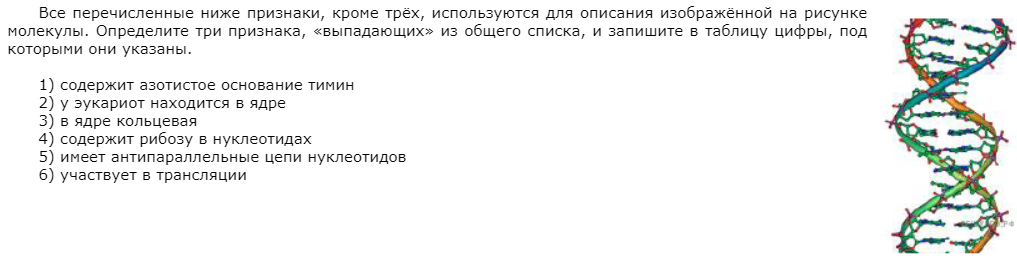 Все перечисленные ниже признаки, кроме трёх, используются для описания изображённой на рисунке
молекулы. Определите три признака, «выпадающих» из общего списка, и запишите в таблицу цифры, под
которыми они указаны.
1) содержит азотистое основание тимин
2) у эукариот находится в ядре
3) в ядре кольцевая
4) содержит рибозу в нуклеотидах
5) имеет антипараллельные цепи нуклеотидов
6) участвует в трансляции